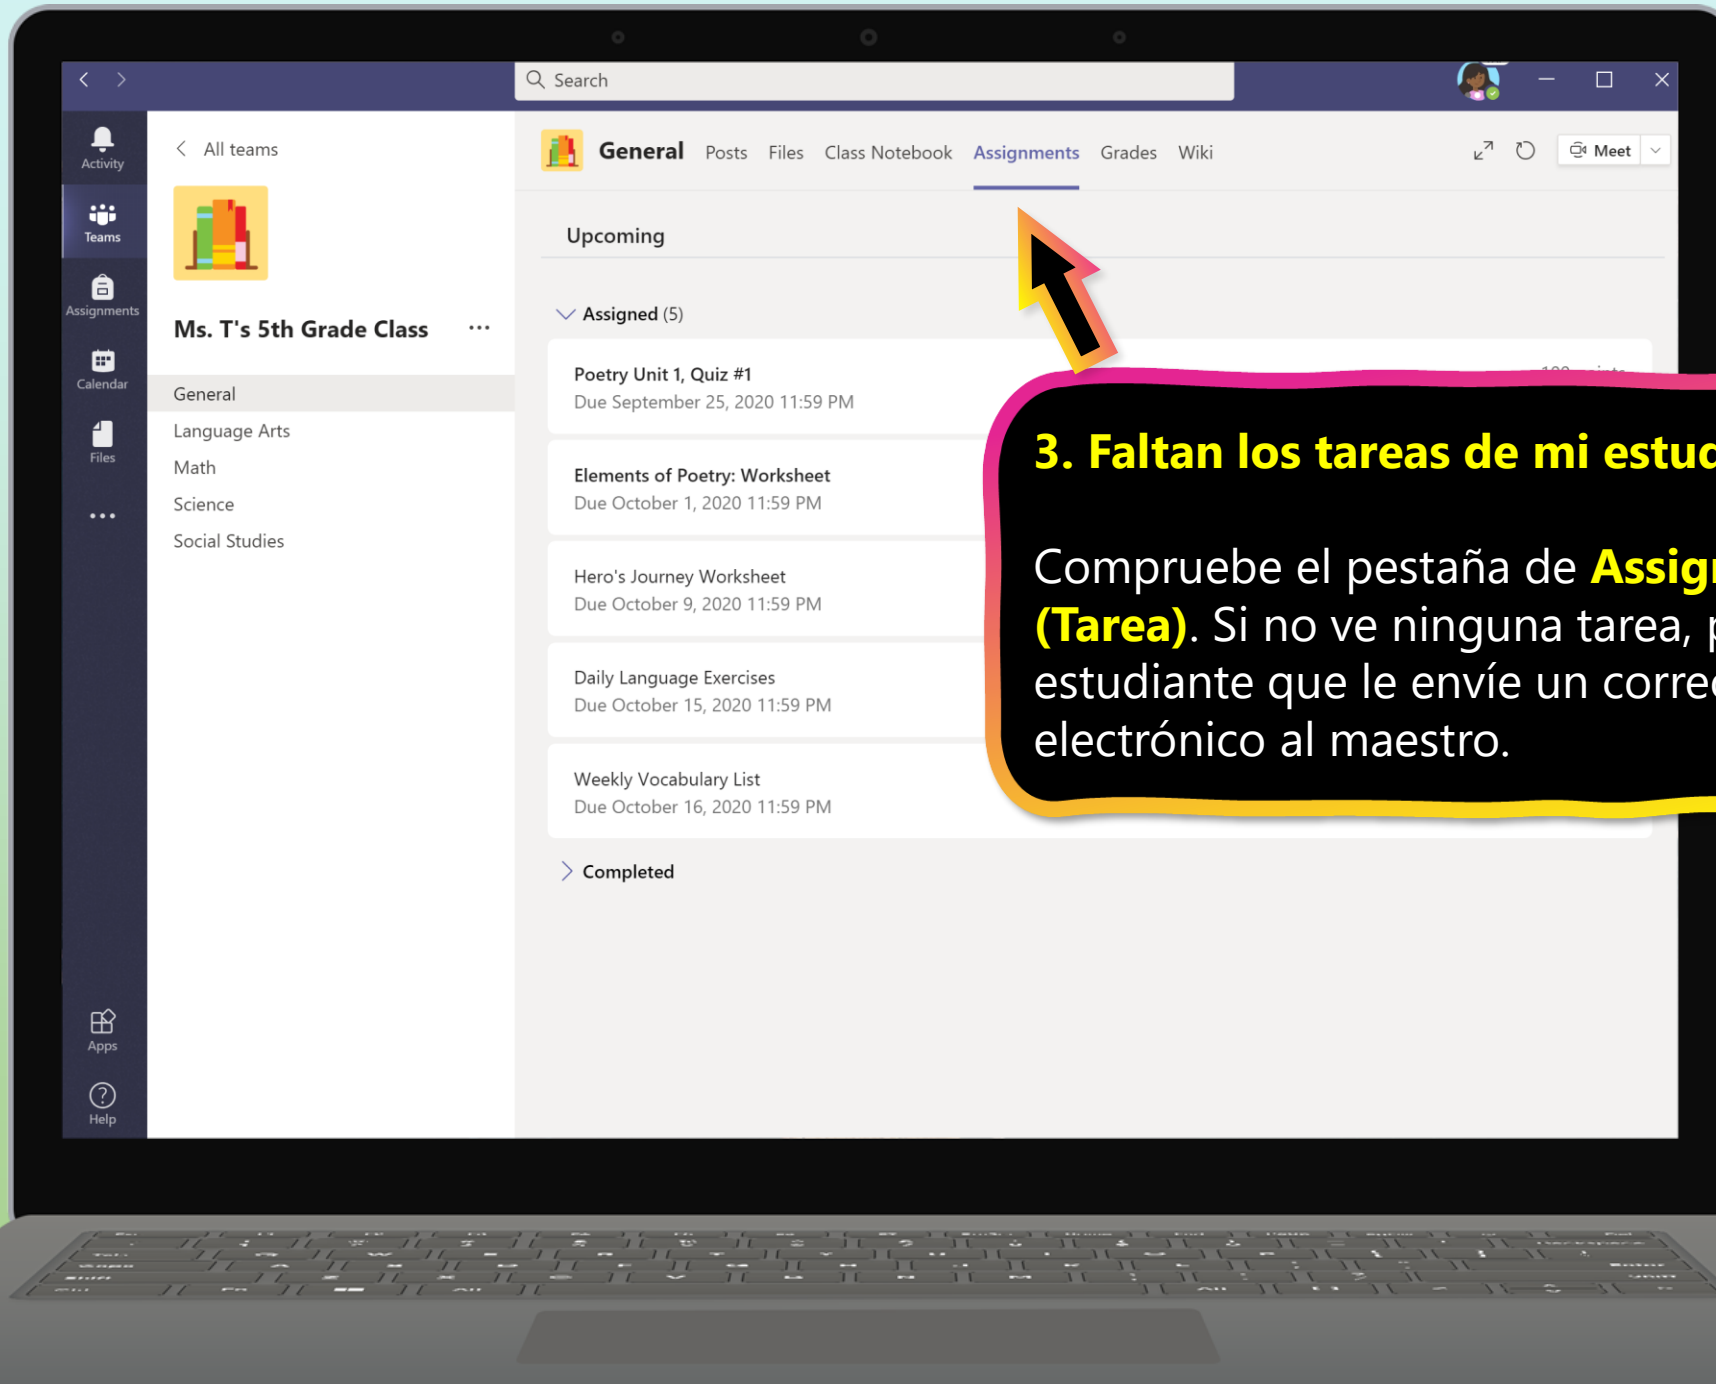 Search
Activity
Teams
Assignments
Calendar
Files
Apps
Help
All teams
Ms. T's 5th Grade Class
General
Language Arts
Math
Science
Social Studies
General Posts Files Class Notebook Assignments Grades Wiki
Meet
Upcoming
Assigned (5)
Poetry Unit 1, Quiz #1
Due September 25, 2020 11:59 PM
Elements of Poetry: Worksheet
Due October 1, 2020 11:59 PM
Hero's Journey Worksheet
Due October 9, 2020 11:59 PM
Daily Language Exercises
Due October 15, 2020 11:59 PM
Weekly Vocabulary List
Due October 16, 2020 11:59 PM
Completed
3. Faltan los tareas de mi
Compruebe el pestaña de
(Tarea). Si no ve ninguna tarea,
estudiante que le envíe un
electrónico al maestro.